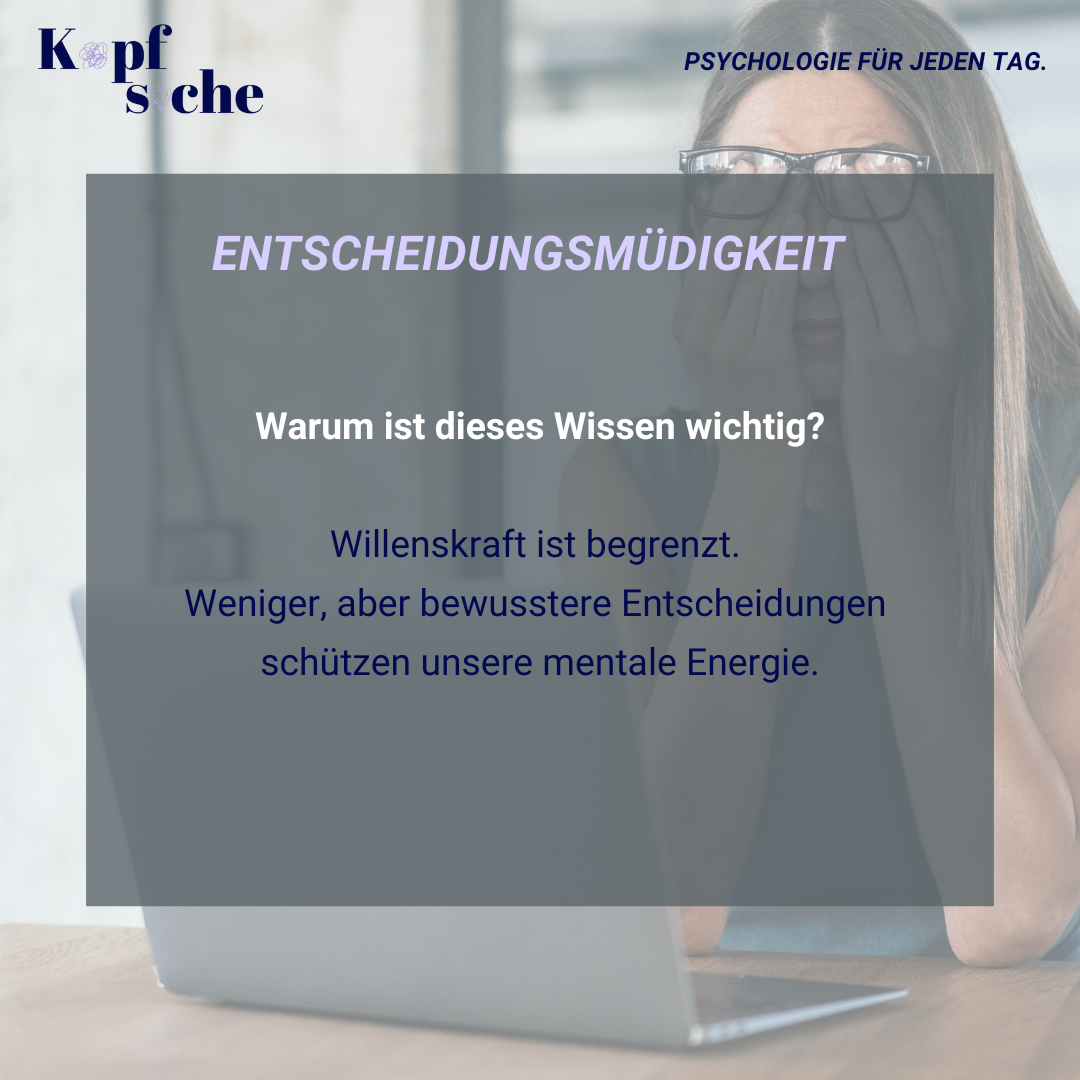 Kopf
sache
PSYCHOLOGIE FÜR JEDEN TAG.
ENTSCHEIDUNGSMÜDIGKEIT
Warum ist dieses Wissen wichtig?
Willenskraft ist begrenzt.
Weniger, aber bewusstere Entscheidungen
schützen unsere mentale Energie.